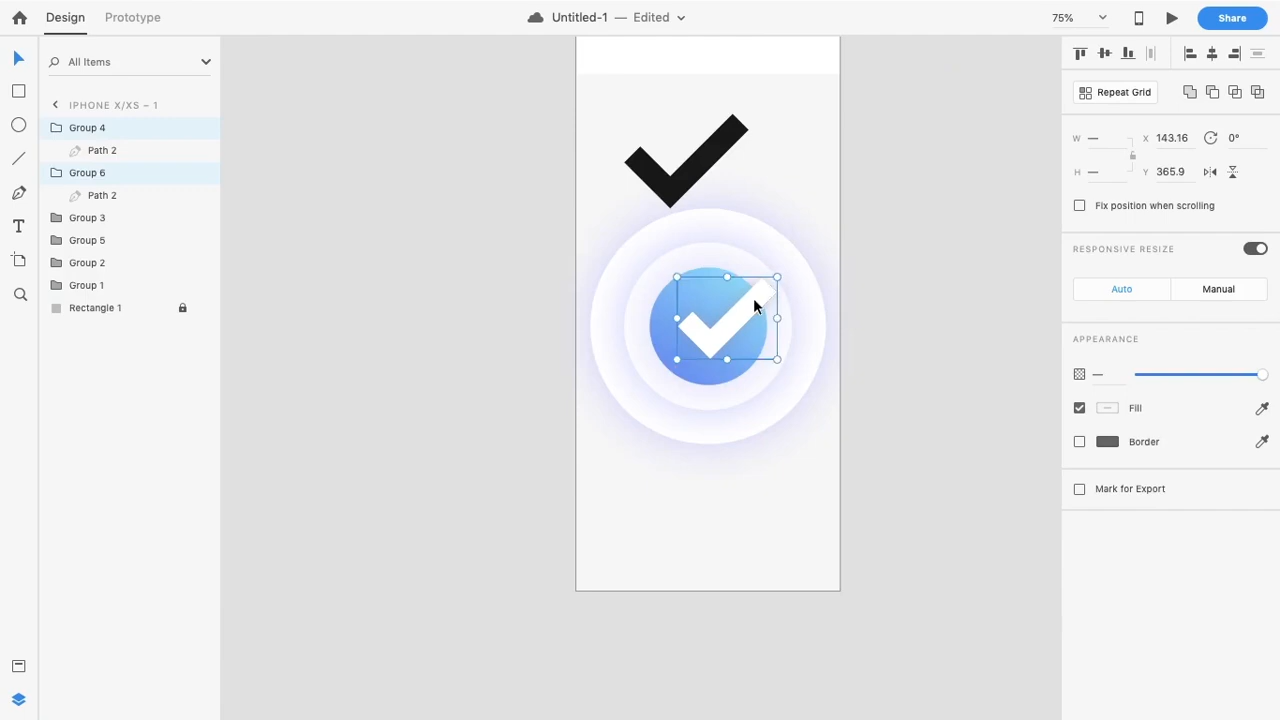 Design Prototype Untitled-1 — Edited 75% Share
All Items
IPHONE X/XS – 1
Group 4
Path 2
Group 6
Path 2
Group 3
Group 5
Group 2
Group 1
Rectangle 1
Repeat Grid
W — X 143.16 0°
H — Y 365.9
Fix position when scrolling
RESPONSIVE RESIZE
Auto Manual
APPEARANCE
—
Fill
Border
Mark for Export